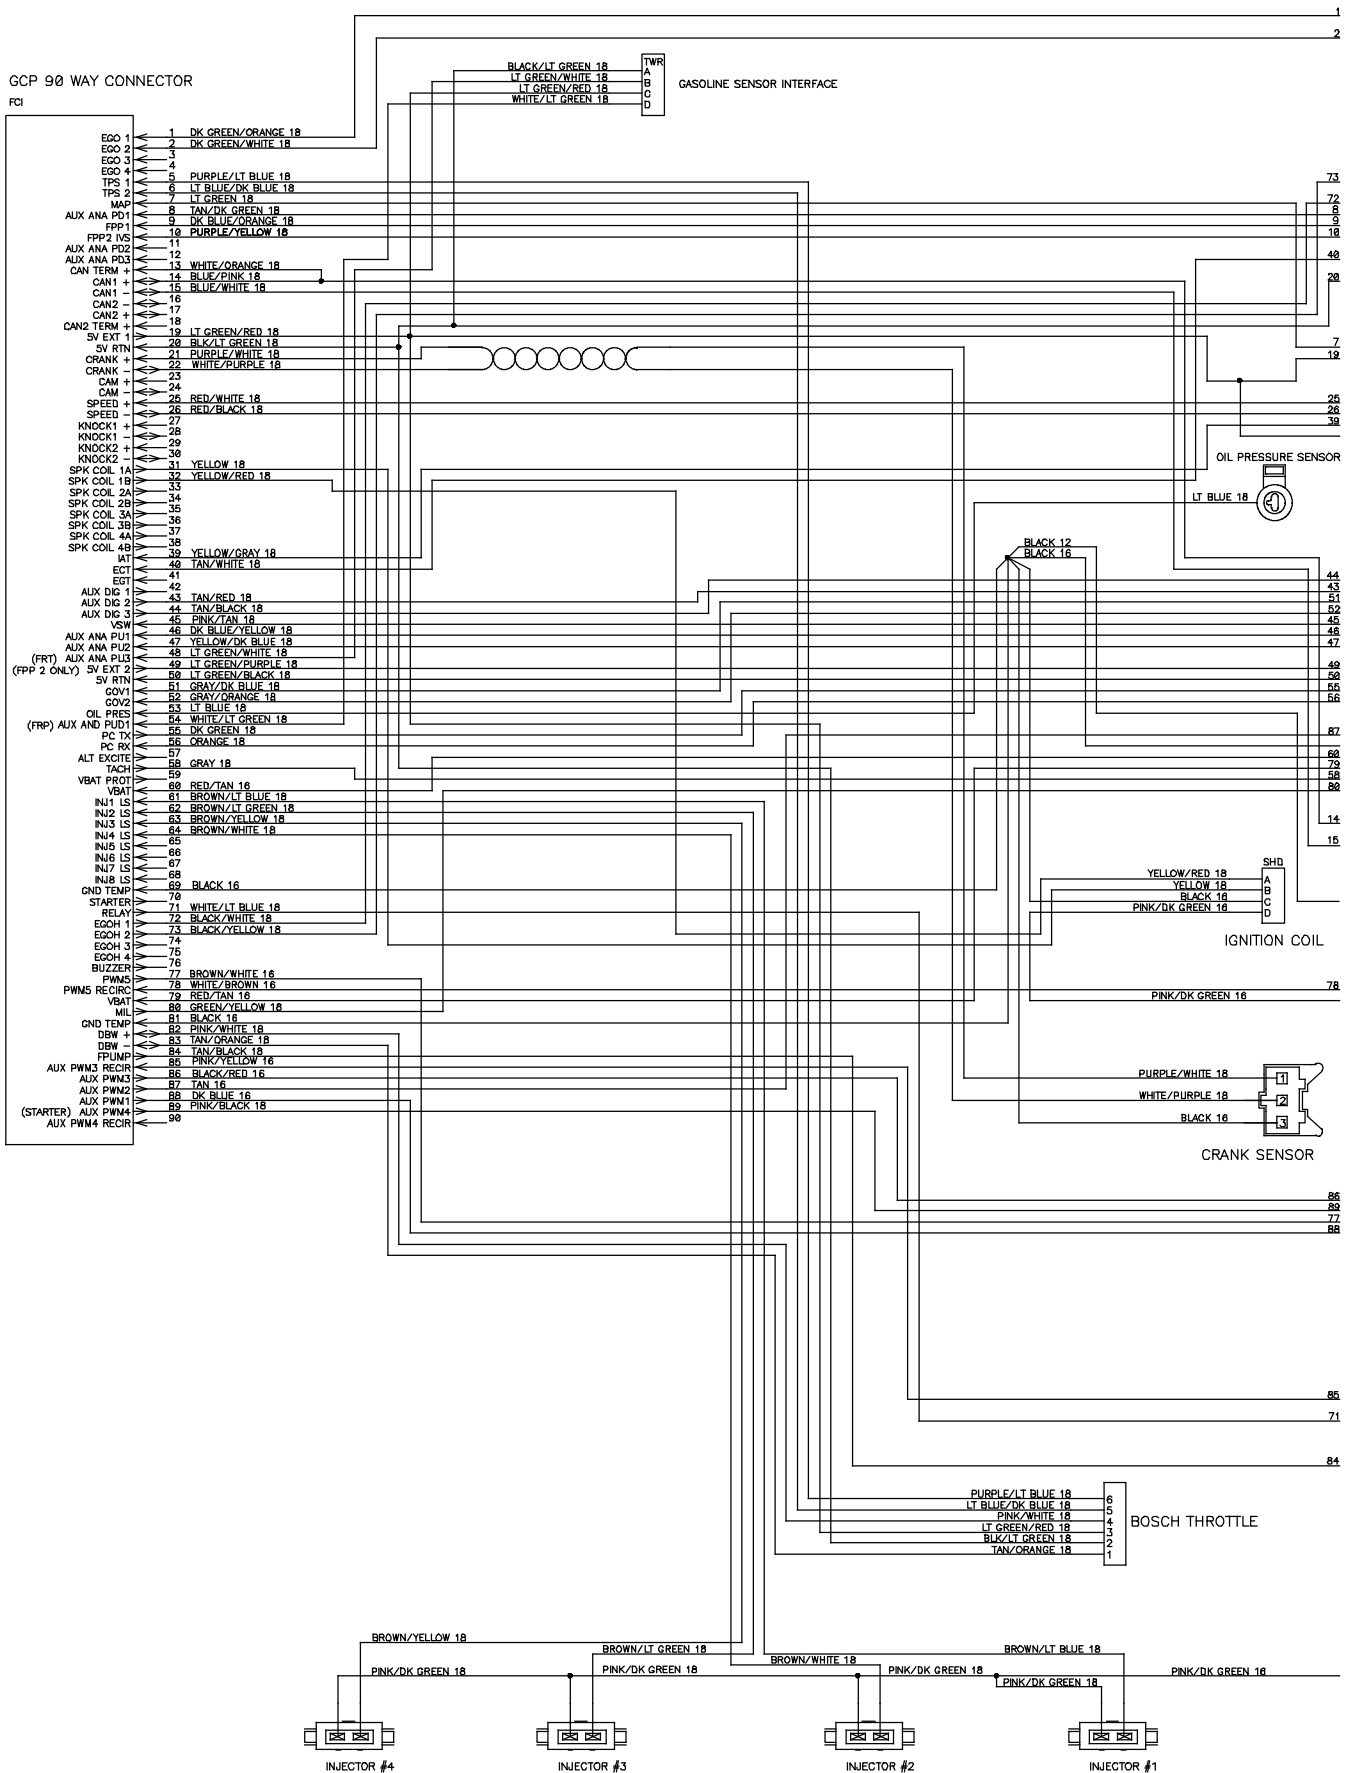 1
2
GCP 90 WAY CONNECTOR
FCI
BLACK/LT GREEN 18
LT GREEN/WHITE 18
LT GREEN/RED 18
WHITE/LT GREEN 18
TWR
A
B
C
D
GASOLINE SENSOR INTERFACE
EGO 1 1 DK GREEN/ORANGE 18
EGO 2 2 DK GREEN/WHITE 18
EGO 3 3
EGO 4 4
TPS 1 5 PURPLE/LT BLUE 18 73
TPS 2 6 LT BLUE/DK BLUE 18
MAP 7 LT GREEN 18 72
AUX ANA PD1 8 TAN/DK GREEN 18 8
FPP1 9 DK BLUE/ORANGE 18 9
FPP2 IVS 10 PURPLE/YELLOW 18 10
AUX ANA PD2 11
AUX ANA PD3 12 40
CAN TERM + 13 WHITE/ORANGE 18
CAN1 + 14 BLUE/PINK 18 20
CAN1 - 15 BLUE/WHITE 18
CAN2 - 16
CAN2 + 17
CAN2 TERM + 18
5V EXT 1 19 LT GREEN/RED 18
5V RTN 20 BLK/LT GREEN 18 7
CRANK + 21 PURPLE/WHITE 18 19
CRANK - 22 WHITE/PURPLE 18
CAM + 23
CAM - 24
SPEED + 25 RED/WHITE 18 25
SPEED - 26 RED/BLACK 18 26
KNOCK1 + 27 39
KNOCK1 - 28
KNOCK2 + 29
KNOCK2 - 30
OIL PRESSURE SENSOR
SPK COIL 1A 31 YELLOW 18
SPK COIL 1B 32 YELLOW/RED 18
SPK COIL 2A 33
LT BLUE 18
SPK COIL 2B 34
SPK COIL 3A 35
SPK COIL 3B 36
SPK COIL 4A 37
SPK COIL 4B 38
BLACK 12
BLACK 16
IAT 39 YELLOW/GRAY 18
ECT 40 TAN/WHITE 18
EGT 41 44
AUX DIG 1 42 43
AUX DIG 2 43 TAN/RED 18 51
AUX DIG 3 44 TAN/BLACK 18 52
VSW 45 PINK/TAN 18 45
AUX ANA PU1 46 DK BLUE/YELLOW 18 46
AUX ANA PU2 47 YELLOW/DK BLUE 18 47
(FRT) AUX ANA PU3 48 LT GREEN/WHITE 18
(FPP 2 ONLY) 5V EXT 2 49 LT GREEN/PURPLE 18 49
5V RTN 50 LT GREEN/BLACK 18 50
GOV1 51 GRAY/DK BLUE 18 55
GOV2 52 GRAY/ORANGE 18 56
OIL PRES 53 LT BLUE 18
(FRP) AUX AND PUD1 54 WHITE/LT GREEN 18
PC TX 55 DK GREEN 18 87
PC RX 56 ORANGE 18
ALT EXCITE 57 60
TACH 58 GRAY 18 79
VBAT PROT 59 58
VBAT 60 RED/TAN 16 80
INJ1 LS 61 BROWN/LT BLUE 18
INJ2 LS 62 BROWN/LT GREEN 18
INJ3 LS 63 BROWN/YELLOW 18 14
INJ4 LS 64 BROWN/WHITE 18
INJ5 LS 65 15
INJ6 LS 66
INJ7 LS 67
INJ8 LS 68
GND TEMP 69 BLACK 16
STARTER 70
SHD
YELLOW/RED 18 A
YELLOW 18 B
BLACK 16 C
PINK/DK GREEN 16 D
IGNITION COIL
RELAY 71 WHITE/LT BLUE 18
EGOH 1 72 BLACK/WHITE 18
EGOH 2 73 BLACK/YELLOW 18
EGOH 3 74
EGOH 4 75
BUZZER 76
PWM5 77 BROWN/WHITE 16
PWM5 RECIRC 78 WHITE/BROWN 16 78
VBAT 79 RED/TAN 16 PINK/DK GREEN 16
MIL 80 GREEN/YELLOW 18
GND TEMP 81 BLACK 16
DBW + 82 PINK/WHITE 18
DBW - 83 TAN/ORANGE 18
FPUMP 84 TAN/BLACK 18
AUX PWM3 RECIR 85 PINK/YELLOW 16
AUX PWM3 86 BLACK/RED 16
AUX PWM2 87 TAN 16
AUX PWM1 88 DK BLUE 16
(STARTER) AUX PWM4 89 PINK/BLACK 18
AUX PWM4 RECIR 90
PURPLE/WHITE 18 1
WHITE/PURPLE 18 2
BLACK 16 3
CRANK SENSOR
86
89
77
88
85
71
84
PURPLE/LT BLUE 18 6
LT BLUE/DK BLUE 18 5
PINK/WHITE 18 4
LT GREEN/RED 18 3
BLK/LT GREEN 18 2
TAN/ORANGE 18 1
BOSCH THROTTLE
BROWN/YELLOW 18
BROWN/LT GREEN 18
BROWN/LT BLUE 18
BROWN/WHITE 18
PINK/DK GREEN 18
PINK/DK GREEN 18
PINK/DK GREEN 18
PINK/DK GREEN 16
PINK/DK GREEN 18
INJECTOR #4
INJECTOR #3
INJECTOR #2
INJECTOR #1